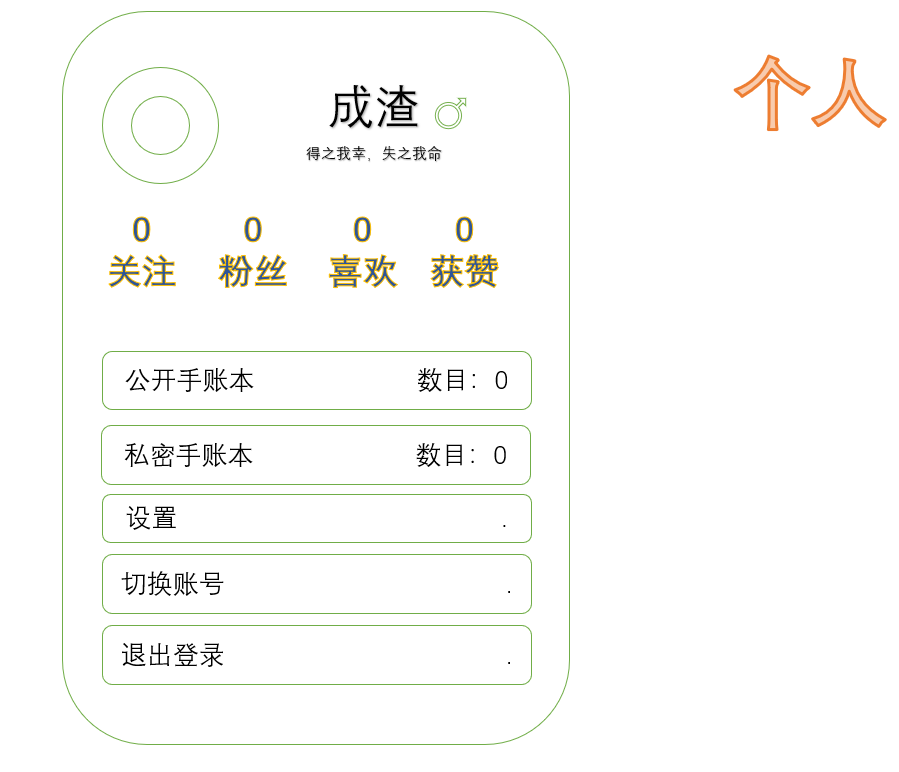 个人
成渣
得之我幸，失之我命
0 0 0 0
关注 粉丝 喜欢 获赞
公开手账本 数目：0
私密手账本 数目：0
设置 .
切换账号 .
退出登录 .